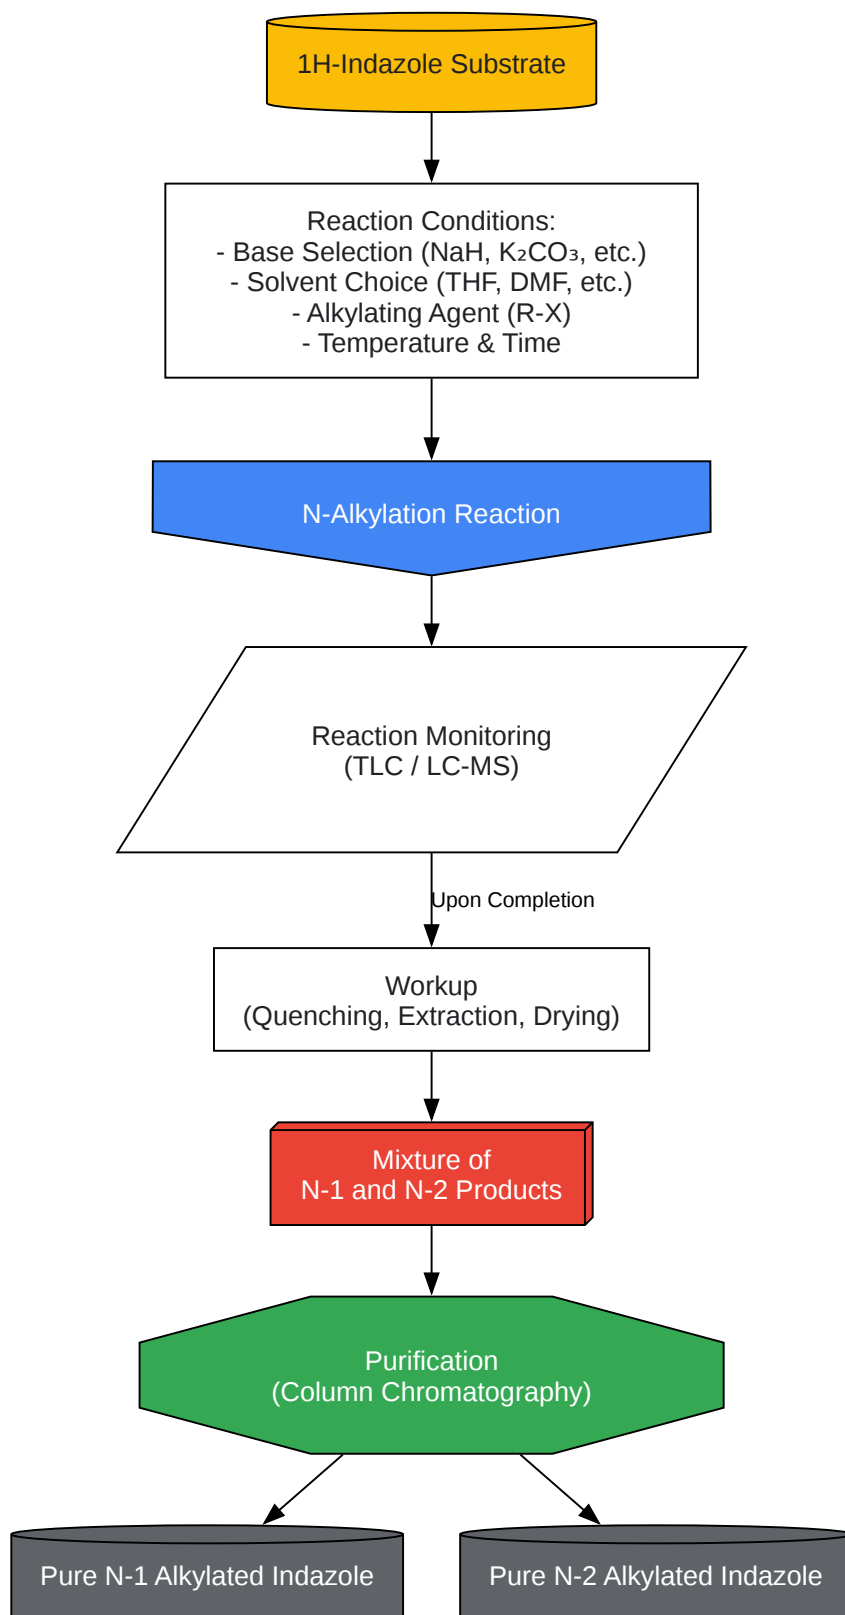 1H-Indazole Substrate
Reaction Conditions:
- Base Selection (NaH, K₂CO₃, etc.)
- Solvent Choice (THF, DMF, etc.)
- Alkylating Agent (R-X)
- Temperature & Time
N-Alkylation Reaction
Reaction Monitoring
(TLC / LC-MS)
Upon Completion
Workup
(Quenching, Extraction, Drying)
Mixture of
N-1 and N-2 Products
Purification
(Column Chromatography)
Pure N-1 Alkylated Indazole
Pure N-2 Alkylated Indazole